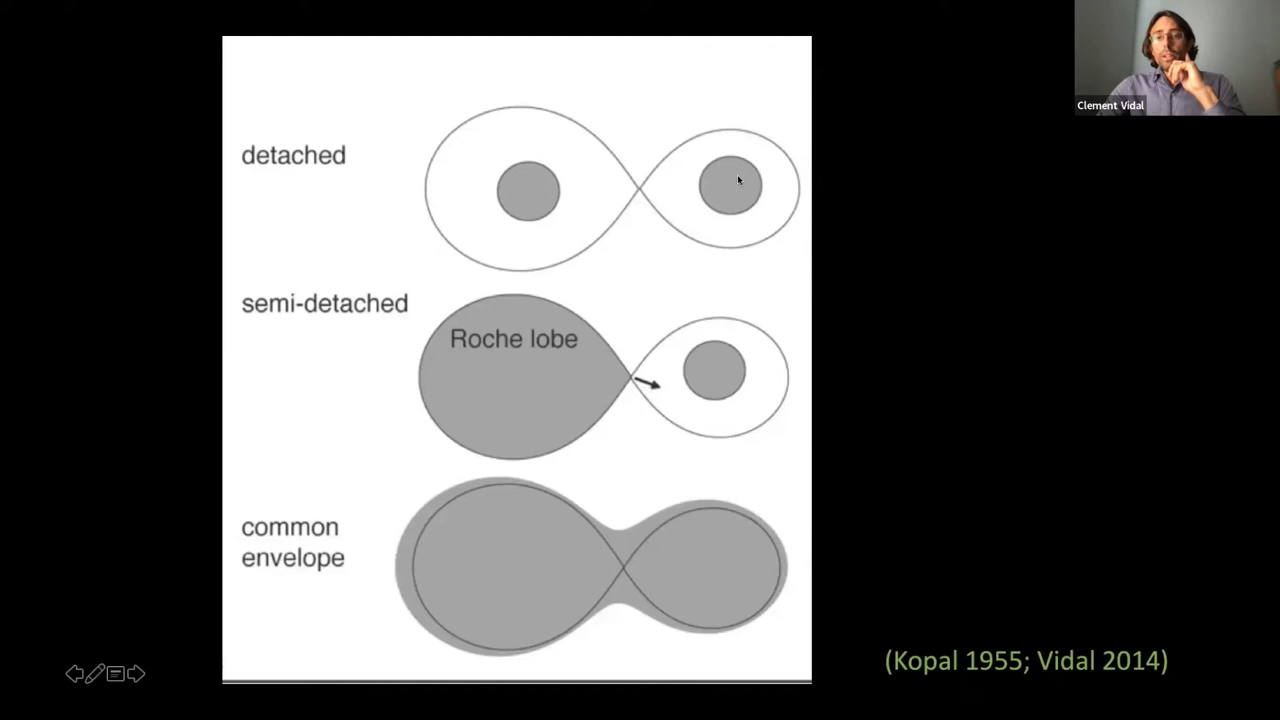 Clement Vidal
detached
semi-detached
Roche lobe
common
envelope
(Kopal 1955; Vidal 2014)